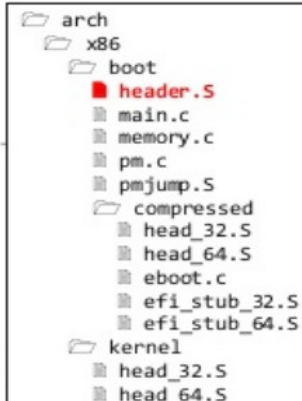 arch
x86
boot
header.S
main.c
memory.c
pm.c
pmjump.S
compressed
head_32.S
head_64.S
eboot.c
efi_stub_32.S
efi_stub_64.S
kernel
head_32.S
head_64.S